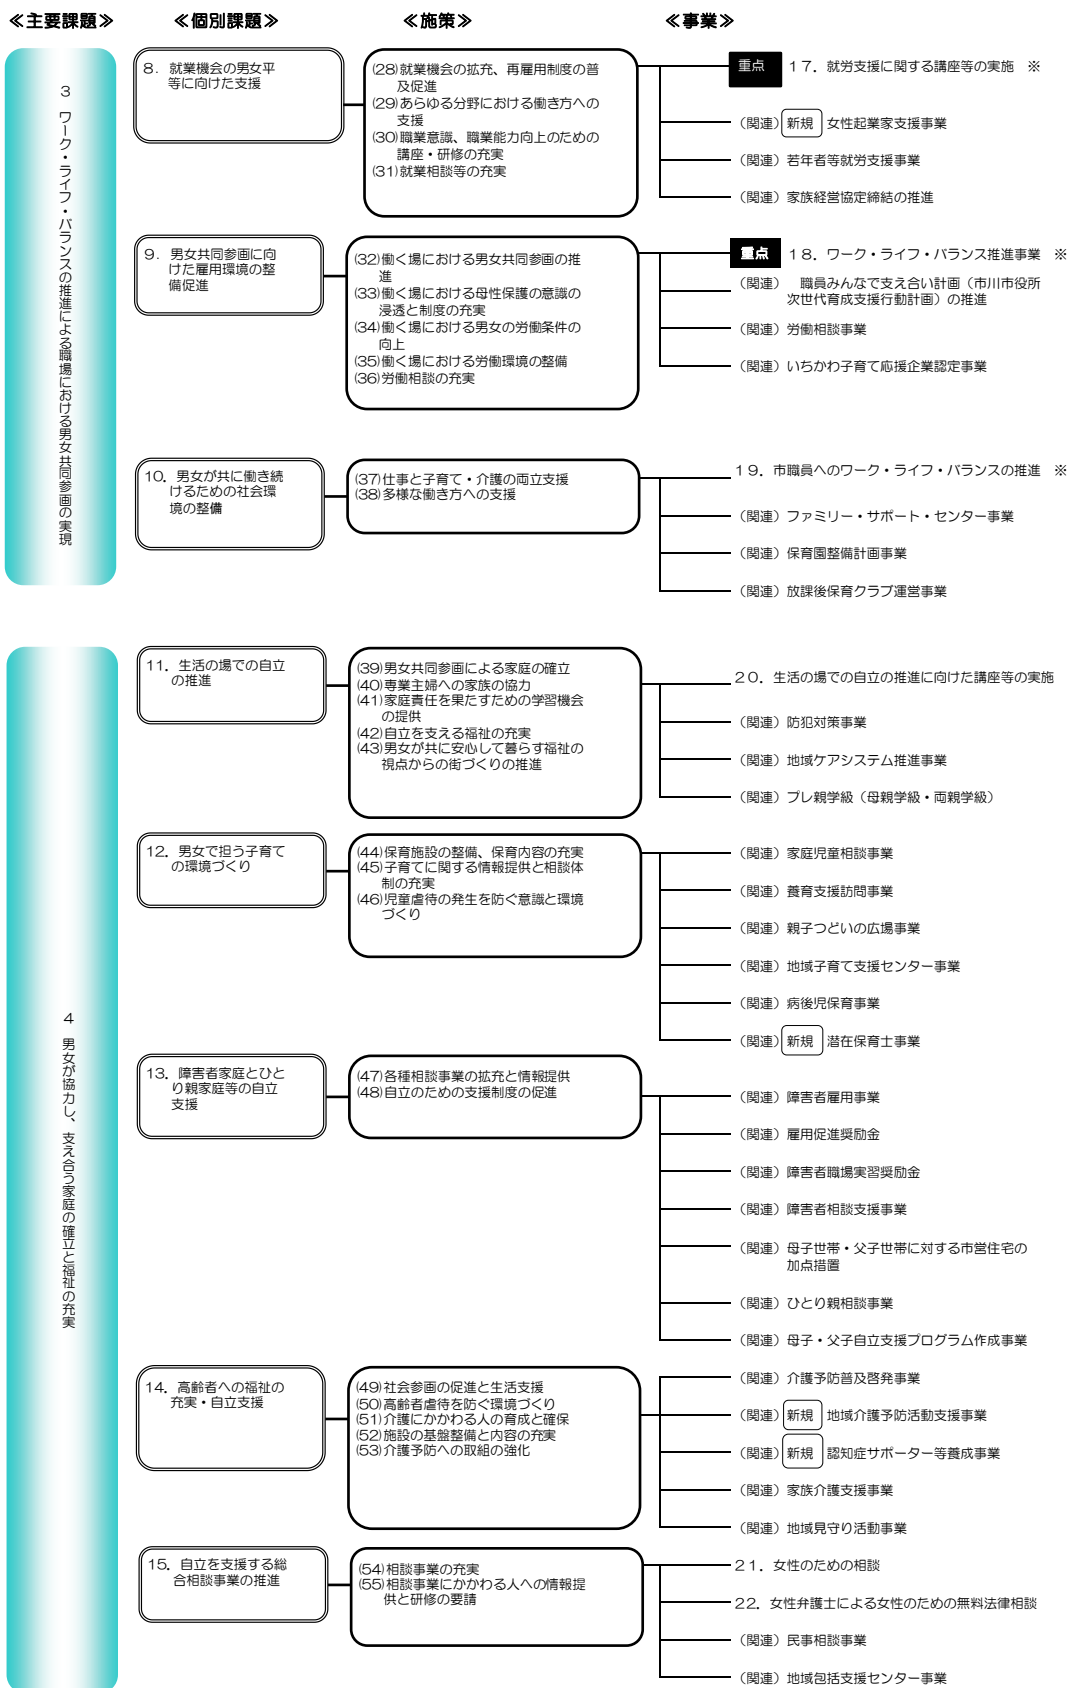 ≪主要課題≫
≪個別課題≫
≪施策≫
≪事業≫
3 ワーク・ライフ・バランスの推進による職場における男女共同参画の実現
8. 就業機会の男女平
等に向けた支援
(28)就業機会の拡充、再雇用制度の普
及促進
(29)あらゆる分野における働き方への
支援
(30)職業意識、職業能力向上のための
講座・研修の充実
(31)就業相談等の充実
重点 17. 就労支援に関する講座等の実施 ※
(関連) 新規 女性起業家支援事業
(関連) 若年者等就労支援事業
(関連) 家族経営協定締結の推進
9. 男女共同参画に向
けた雇用環境の整
備促進
(32)働く場における男女共同参画の推
進
(33)働く場における母性保護の意識の
浸透と制度の充実
(34)働く場における男女の労働条件の
向上
(35)働く場における労働環境の整備
(36)労働相談の充実
重点 18. ワーク・ライフ・バランス推進事業 ※
(関連) 職員みんなで支え合い計画(市川市役所
次世代育成支援行動計画)の推進
(関連) 労働相談事業
(関連) いちかわ子育て応援企業認定事業
10. 男女が共に働き続
けるための社会環
境の整備
(37)仕事と子育て・介護の両立支援
(38)多様な働き方への支援
19. 市職員へのワーク・ライフ・バランスの推進 ※
(関連) ファミリー・サポート・センター事業
(関連) 保育園整備計画事業
(関連) 放課後保育クラブ運営事業
4 男女が協力し、支え合う家庭の確立と福祉の充実
11. 生活の場での自立
の推進
(39)男女共同参画による家庭の確立
(40)専業主婦への家族の協力
(41)家庭責任を果たすための学習機会
の提供
(42)自立を支える福祉の充実
(43)男女が共に安心して暮らす福祉の
視点からの街づくりの推進
20. 生活の場での自立の推進に向けた講座等の実施
(関連) 防犯対策事業
(関連) 地域ケアシステム推進事業
(関連) プレ親学級(母親学級・両親学級)
12. 男女で担う子育て
の環境づくり
(44)保育施設の整備、保育内容の充実
(45)子育てに関する情報提供と相談体
制の充実
(46)児童虐待の発生を防ぐ意識と環境
づくり
(関連) 家庭児童相談事業
(関連) 養育支援訪問事業
(関連) 親子つどいの広場事業
(関連) 地域子育て支援センター事業
(関連) 病後児保育事業
(関連) 新規 潜在保育士事業
13. 障害者家庭とひと
り親家庭等の自立
支援
(47)各種相談事業の拡充と情報提供
(48)自立のための支援制度の促進
(関連) 障害者雇用事業
(関連) 雇用促進奨励金
(関連) 障害者職場実習奨励金
(関連) 障害者相談支援事業
(関連) 母子世帯・父子世帯に対する市営住宅の
加点措置
(関連) ひとり親相談事業
(関連) 母子・父子自立支援プログラム作成事業
14. 高齢者への福祉の
充実・自立支援
(49)社会参画の促進と生活支援
(50)高齢者虐待を防ぐ環境づくり
(51)介護にかかわる人の育成と確保
(52)施設の基盤整備と内容の充実
(53)介護予防への取組の強化
(関連) 介護予防普及啓発事業
(関連) 新規 地域介護予防活動支援事業
(関連) 新規 認知症サポーター等養成事業
(関連) 家族介護支援事業
(関連) 地域見守り活動事業
15. 自立を支援する総
合相談事業の推進
(54)相談事業の充実
(55)相談事業にかかわる人への情報提
供と研修の要請
21. 女性のための相談
22. 女性弁護士による女性のための無料法律相談
(関連) 民事相談事業
(関連) 地域包括支援センター事業